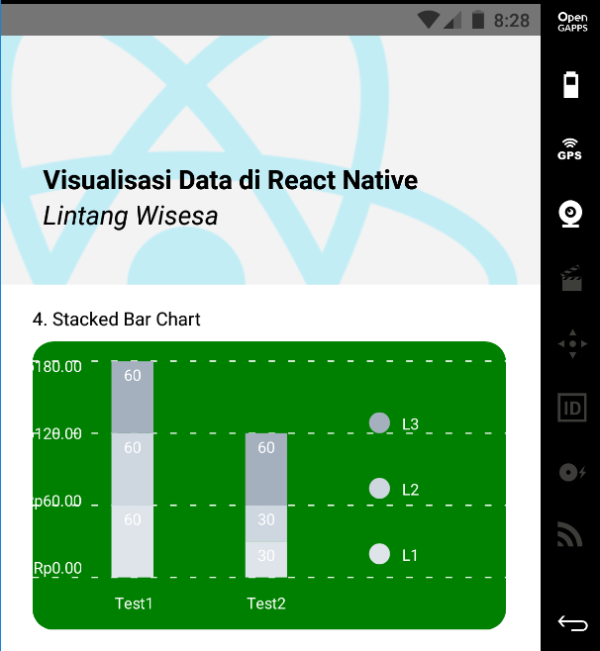 8:28
Open
GAPPS
GPS
Visualisasi Data di React Native
Lintang Wisesa
4. Stacked Bar Chart
180.00
60
120.00
60
60
L3
p60.00
60
30
L2
Rp0.00
30
L1
Test1
Test2
ID